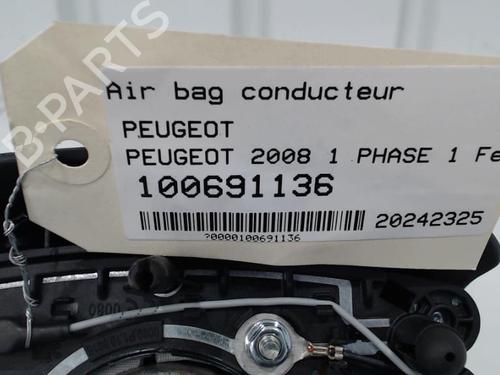 Air bag conducteur
PEUGEOT
PEUGEOT 2008 1 PHASE 1 Fe
100691136
20242325
?0000100691136
B-PARTS